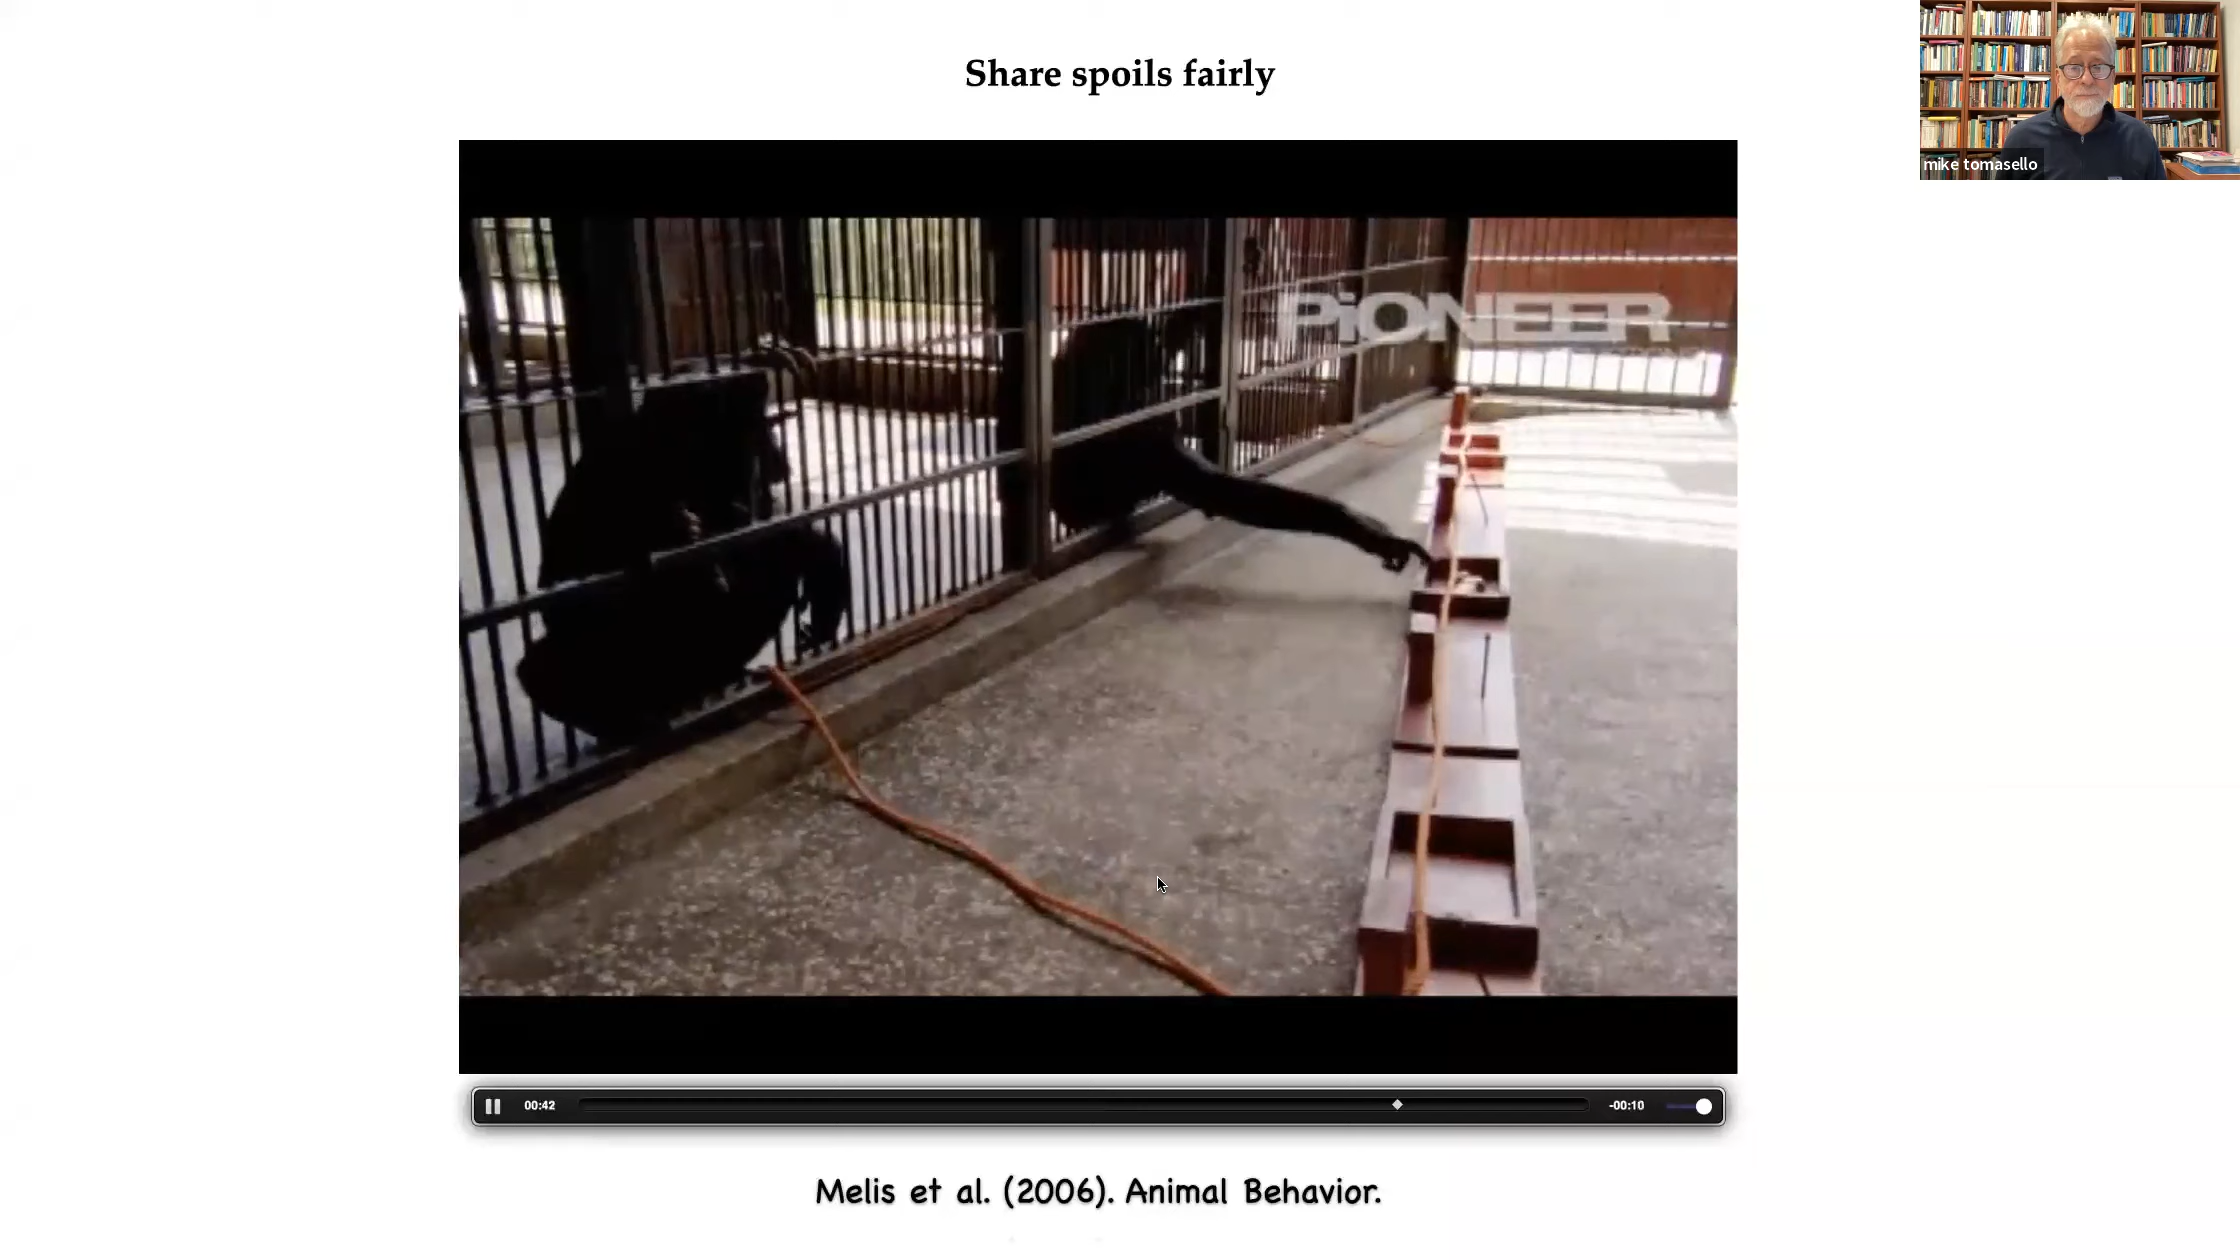 Share spoils fairly
mike tomasello
PiONEER
00:42
-00:10
Melis et al. (2006). Animal Behavior.